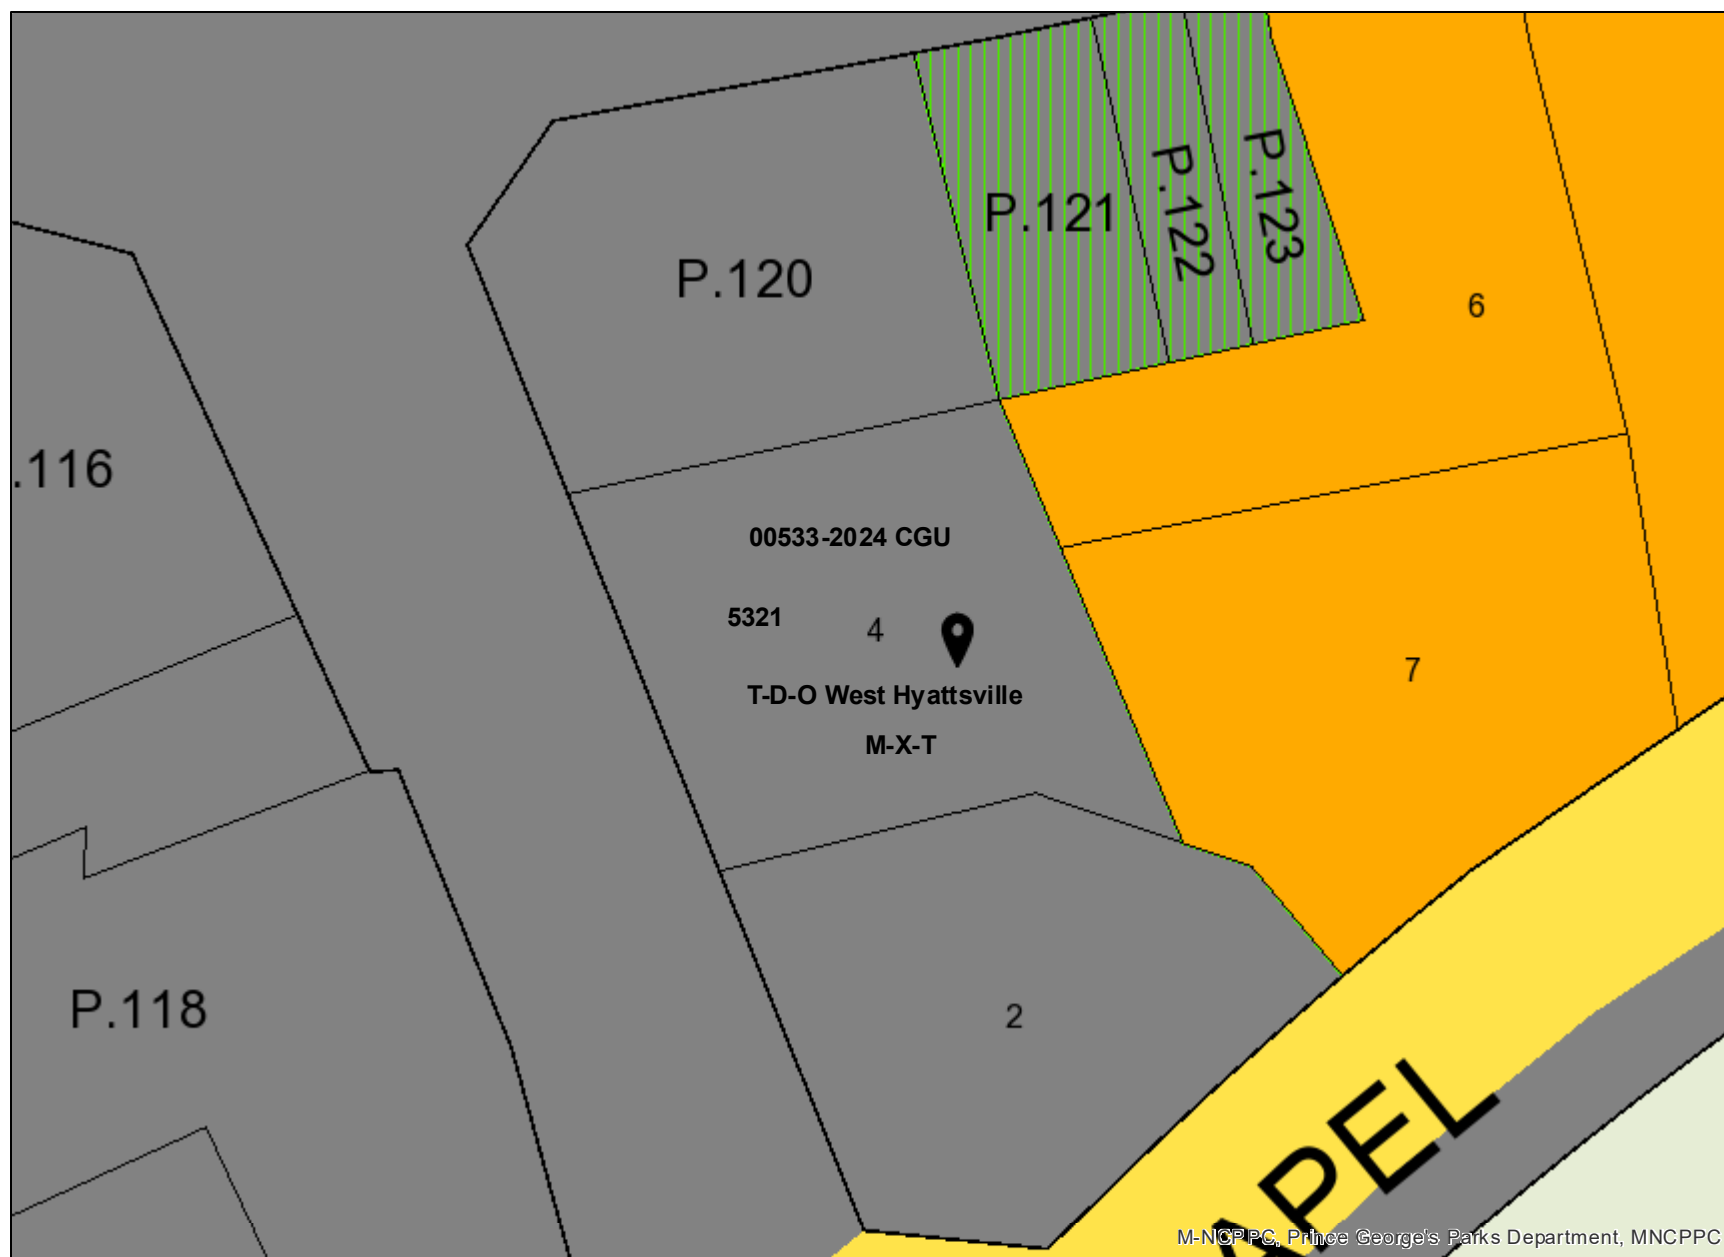 P.121
P.122
P.123
P.120
6
.116
00533-2024 CGU
5321
4
T-D-O West Hyattsville
7
M-X-T
P.118
2
APEL
M-NCPPC, Prince George's Parks Department, MNCPPC